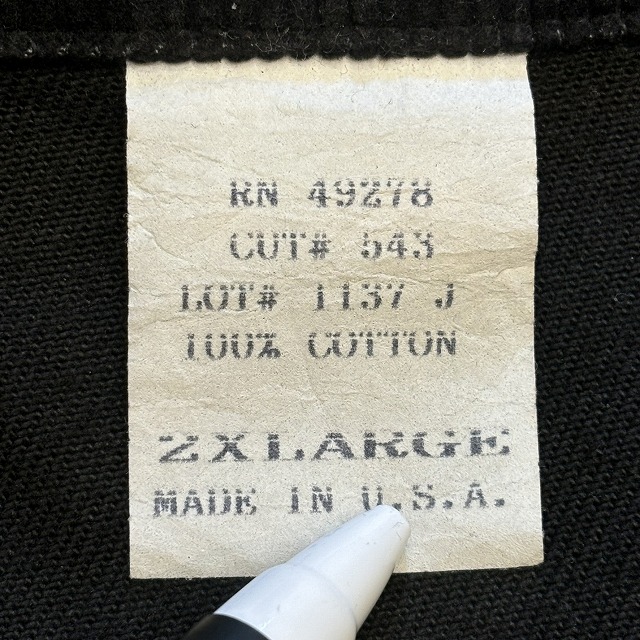 RN 49278
CUT# 543
LOT# 1137 J
100% COTTON
2XLARGE
MADE IN U.S.A.